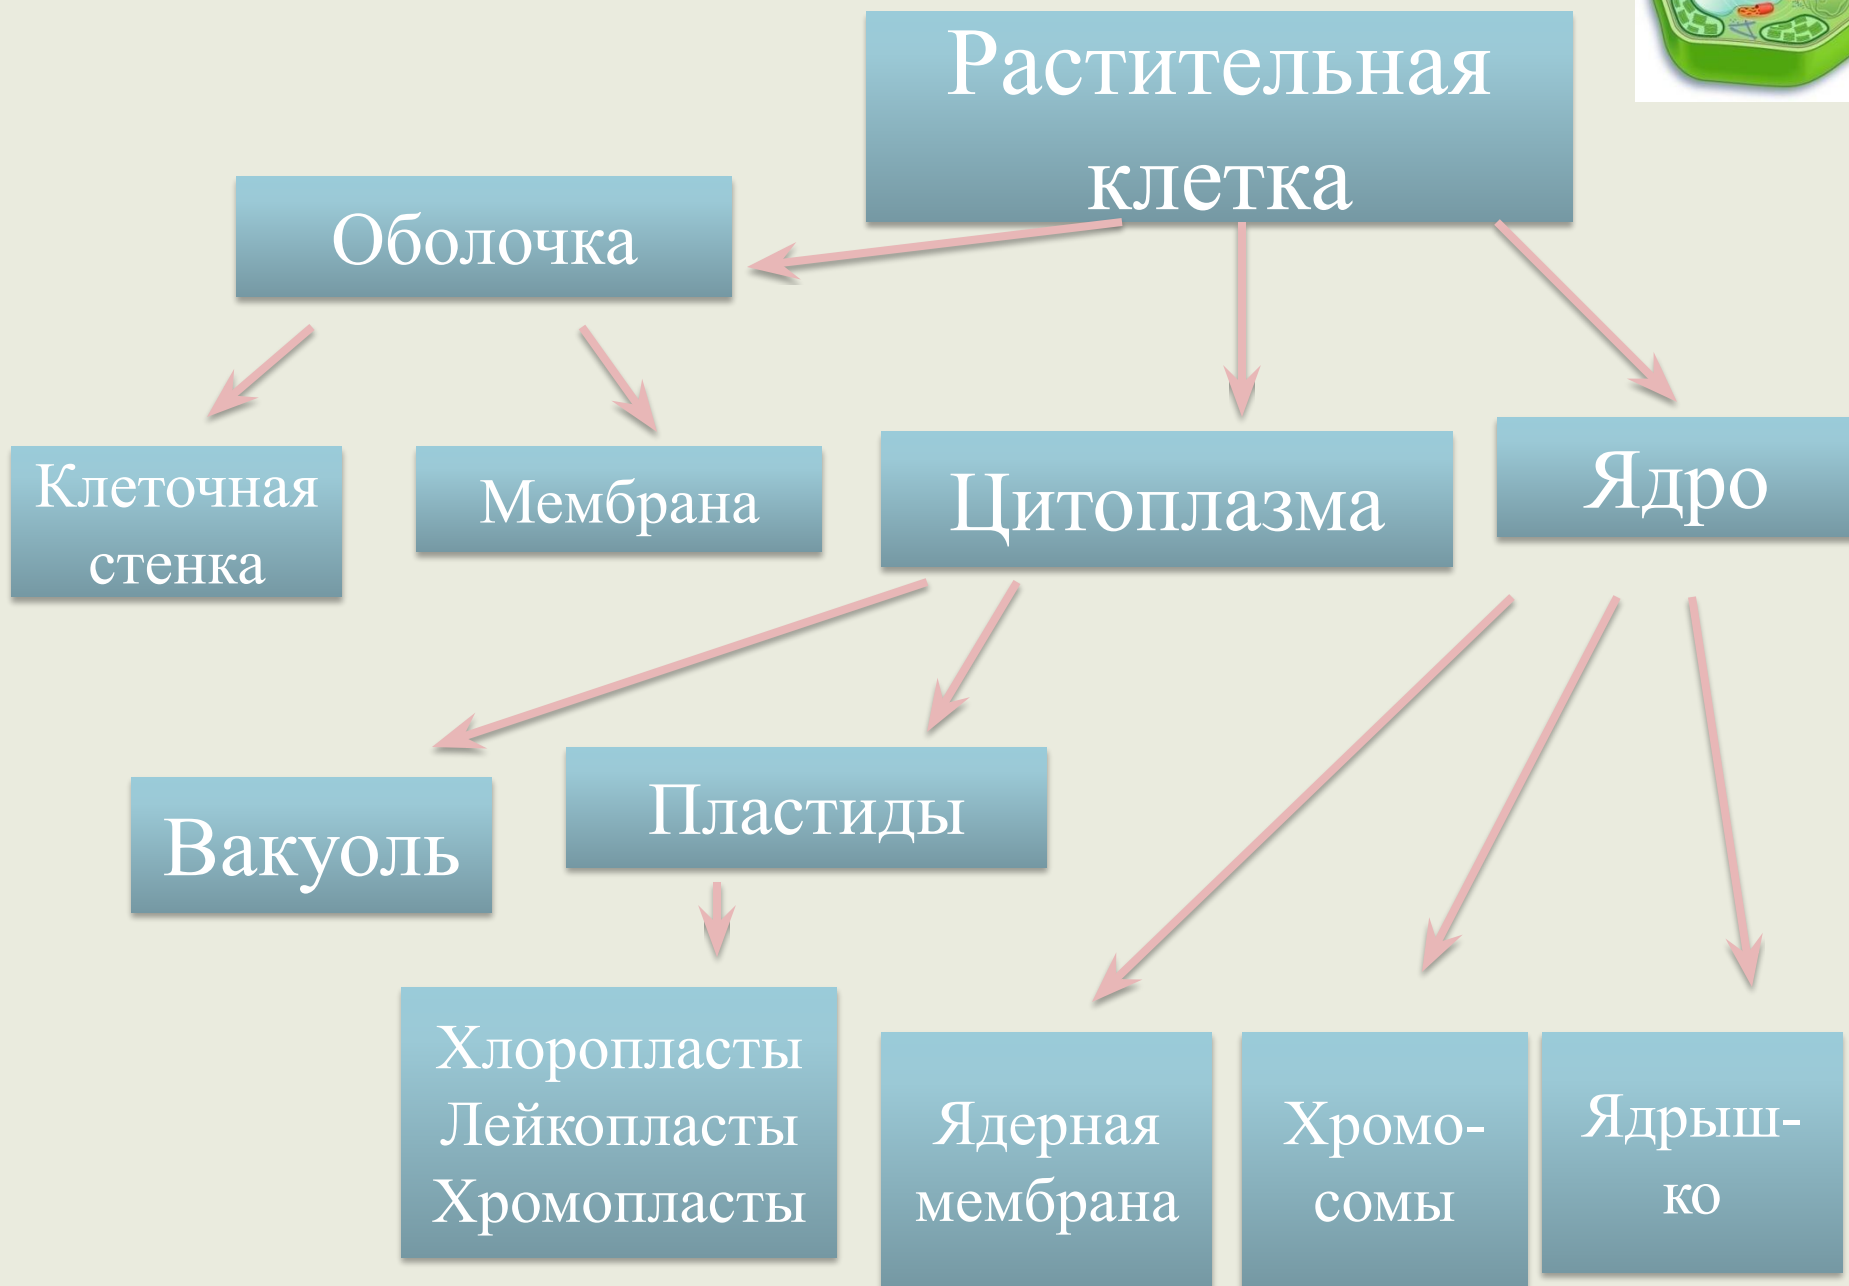 Растительная
клетка
Оболочка
Клеточная
стенка
Мембрана
Цитоплазма
Ядро
Вакуоль
Пластиды
Хлоропласты
Лейкопласты
Хромопласты
Ядерная
мембрана
Хромо-
сомы
Ядрыш-
ко